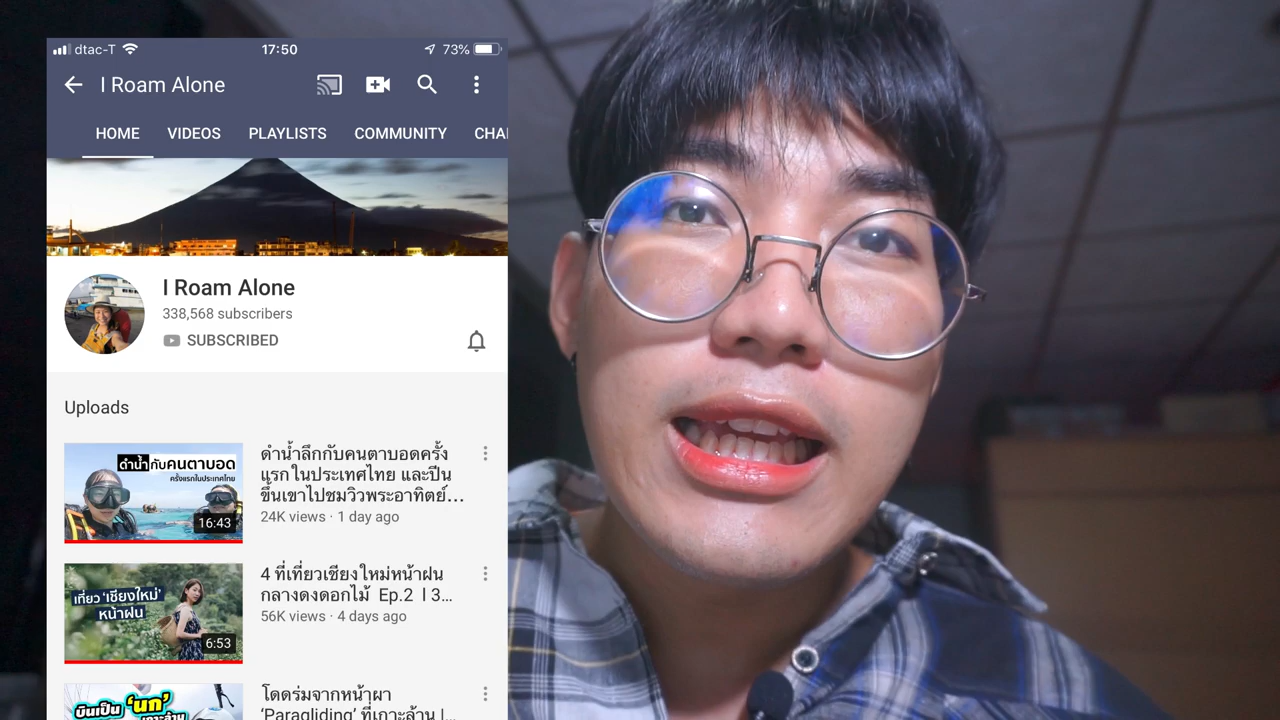 dtac-T 17:50 73%
I Roam Alone
HOME VIDEOS PLAYLISTS COMMUNITY CHA
I Roam Alone
338,568 subscribers
SUBSCRIBED
Uploads
ดำน้ำกับคนตาบอด
ครั้งแรกในประเทศไทย
16:43
ดำน้ำลึกกับคนตาบอดครั้ง
แรกในประเทศไทย และปีน
ขึ้นเขาไปชมวิวพระอาทิตย์...
24K views · 1 day ago
เที่ยว ‘เชียงใหม่’
หน้าฝน
6:53
4 ที่เที่ยวเชียงใหม่หน้าฝน
กลางดงดอกไม้ Ep.2 l 3...
56K views · 4 days ago
บินเป็น ‘นก’
โดดร่มจากหน้าผา
‘Paragliding’ ที่เกาะล้าน |...